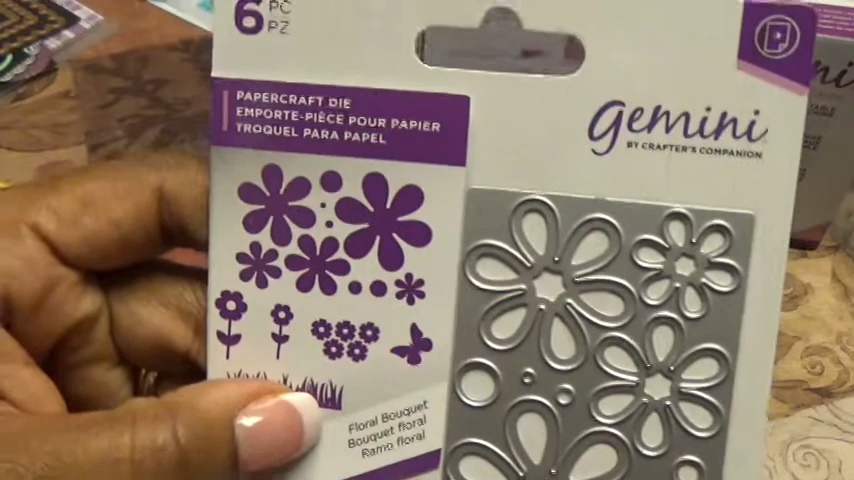 6 PC
PZ
PAPERCRAFT DIE
EMPORTE-PIÈCE POUR PAPIER
TROQUEL PARA PAPEL
gemini
BY CRAFTER'S COMPANION
Floral Bouquet
Bouquet floral
Ramo floral